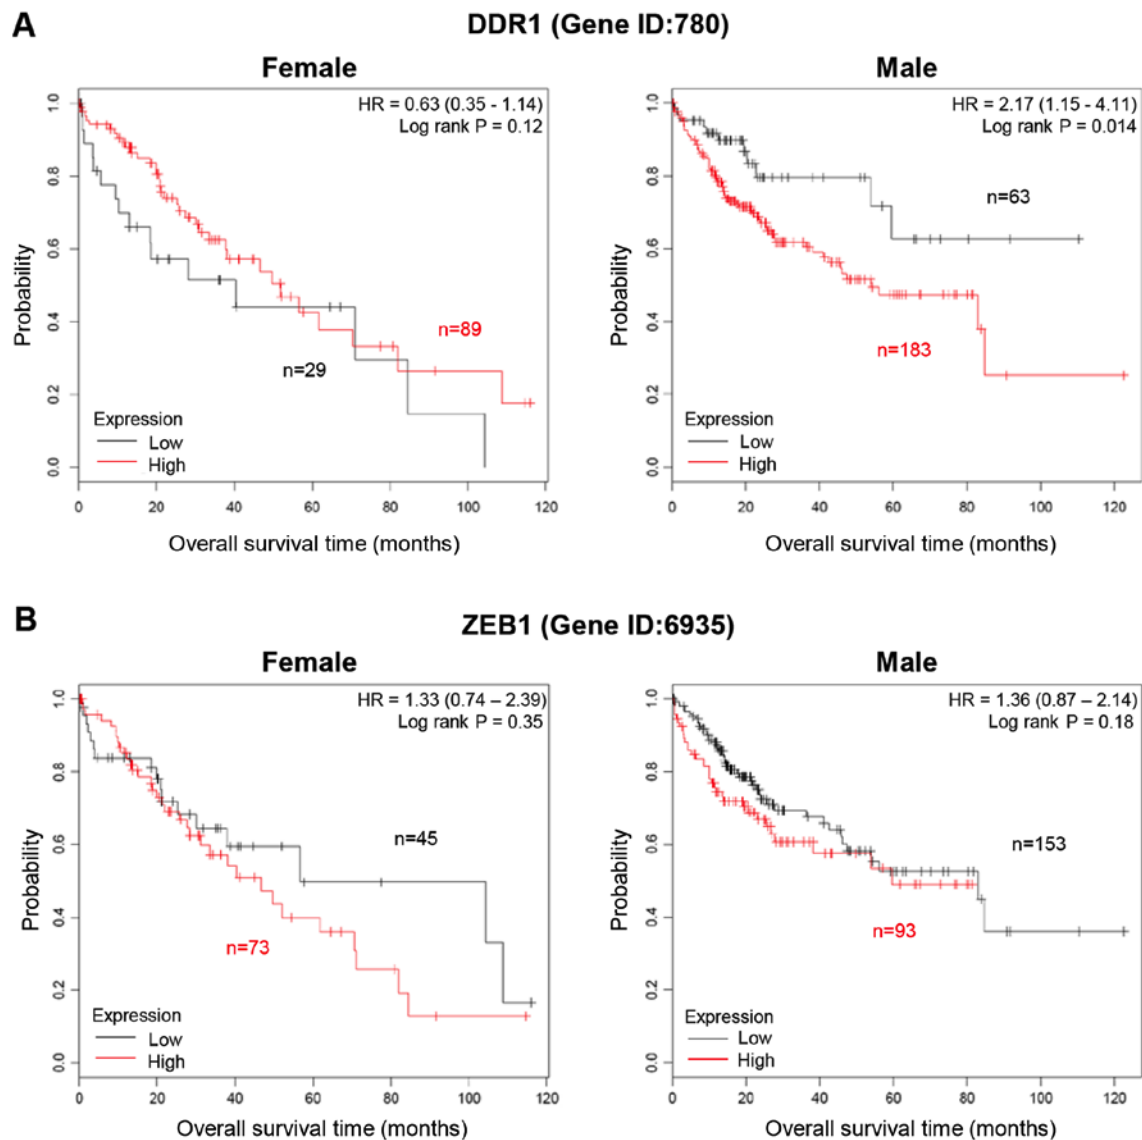 A
DDR1 (Gene ID:780)
Female
HR = 0.63 (0.35 - 1.14)
Log rank P = 0.12
Probability
1.0
0.8
0.6
0.4
0.2
0.0
n=89
n=29
Expression
Low
High
0 20 40 60 80 100 120
Overall survival time (months)
Male
HR = 2.17 (1.15 - 4.11)
Log rank P = 0.014
Probability
1.0
0.8
0.6
0.4
0.2
0.0
n=63
n=183
Expression
Low
High
0 20 40 60 80 100 120
Overall survival time (months)
B
ZEB1 (Gene ID:6935)
Female
HR = 1.33 (0.74 – 2.39)
Log rank P = 0.35
Probability
1.0
0.8
0.6
0.4
0.2
0.0
n=45
n=73
Expression
Low
High
0 20 40 60 80 100 120
Overall survival time (months)
Male
HR = 1.36 (0.87 – 2.14)
Log rank P = 0.18
Probability
1.0
0.8
0.6
0.4
0.2
0.0
n=153
n=93
Expression
Low
High
0 20 40 60 80 100 120
Overall survival time (months)